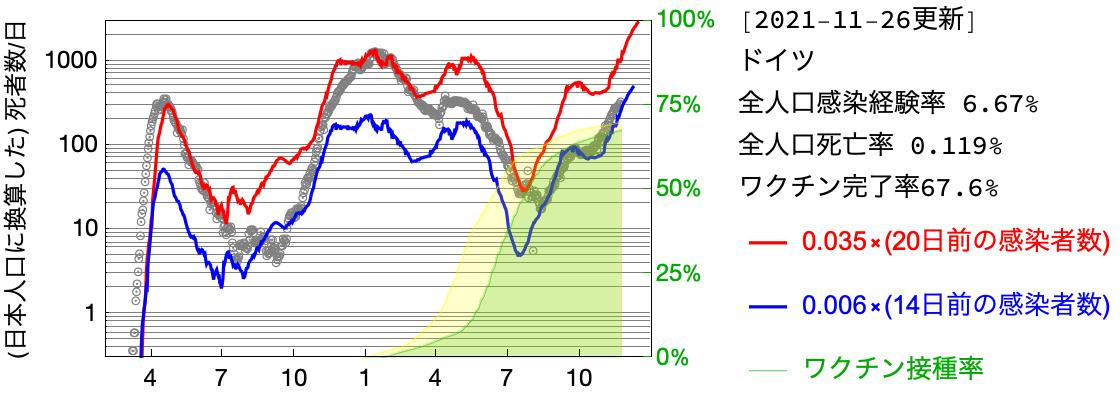 [2021-11-26更新]
ドイツ
全人口感染経験率 6.67%
全人口死亡率 0.119%
ワクチン完了率67.6%
0.035×(20日前の感染者数)
0.006×(14日前の感染者数)
ワクチン接種率
(日本人口に換算した) 死者数/日
1000
100
10
1
100%
75%
50%
25%
0%
4 7 10 1 4 7 10